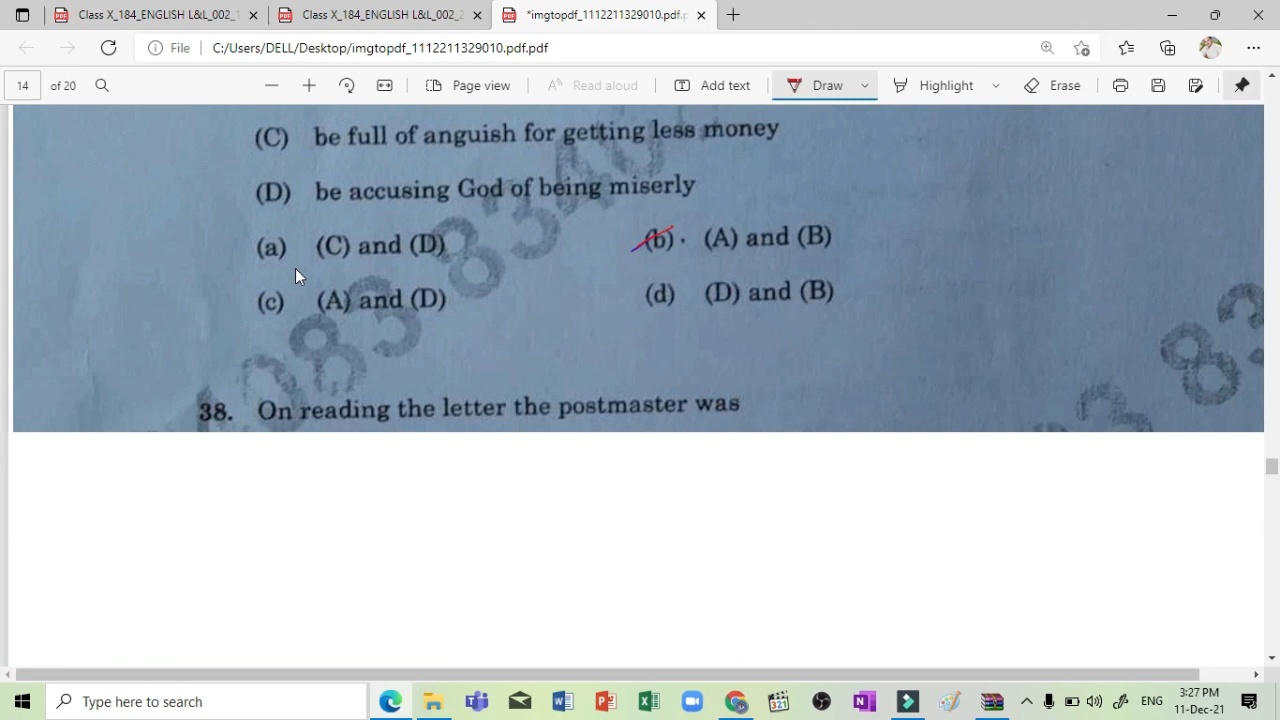 Class X_184_ENGLISH L&L_002_1
Class X_184_ENGLISH L&L_002_2
*imgtopdf_1112211329010.pdf.p
File C:/Users/DELL/Desktop/imgtopdf_1112211329010.pdf.pdf
14 of 20 Page view Read aloud Add text Draw Highlight Erase
(C) be full of anguish for getting less money
(D) be accusing God of being miserly
(a) (C) and (D) (b) (A) and (B)
(c) (A) and (D) (d) (D) and (B)
38. On reading the letter the postmaster was
Type here to search
ENG
3:27 PM
11-Dec-21